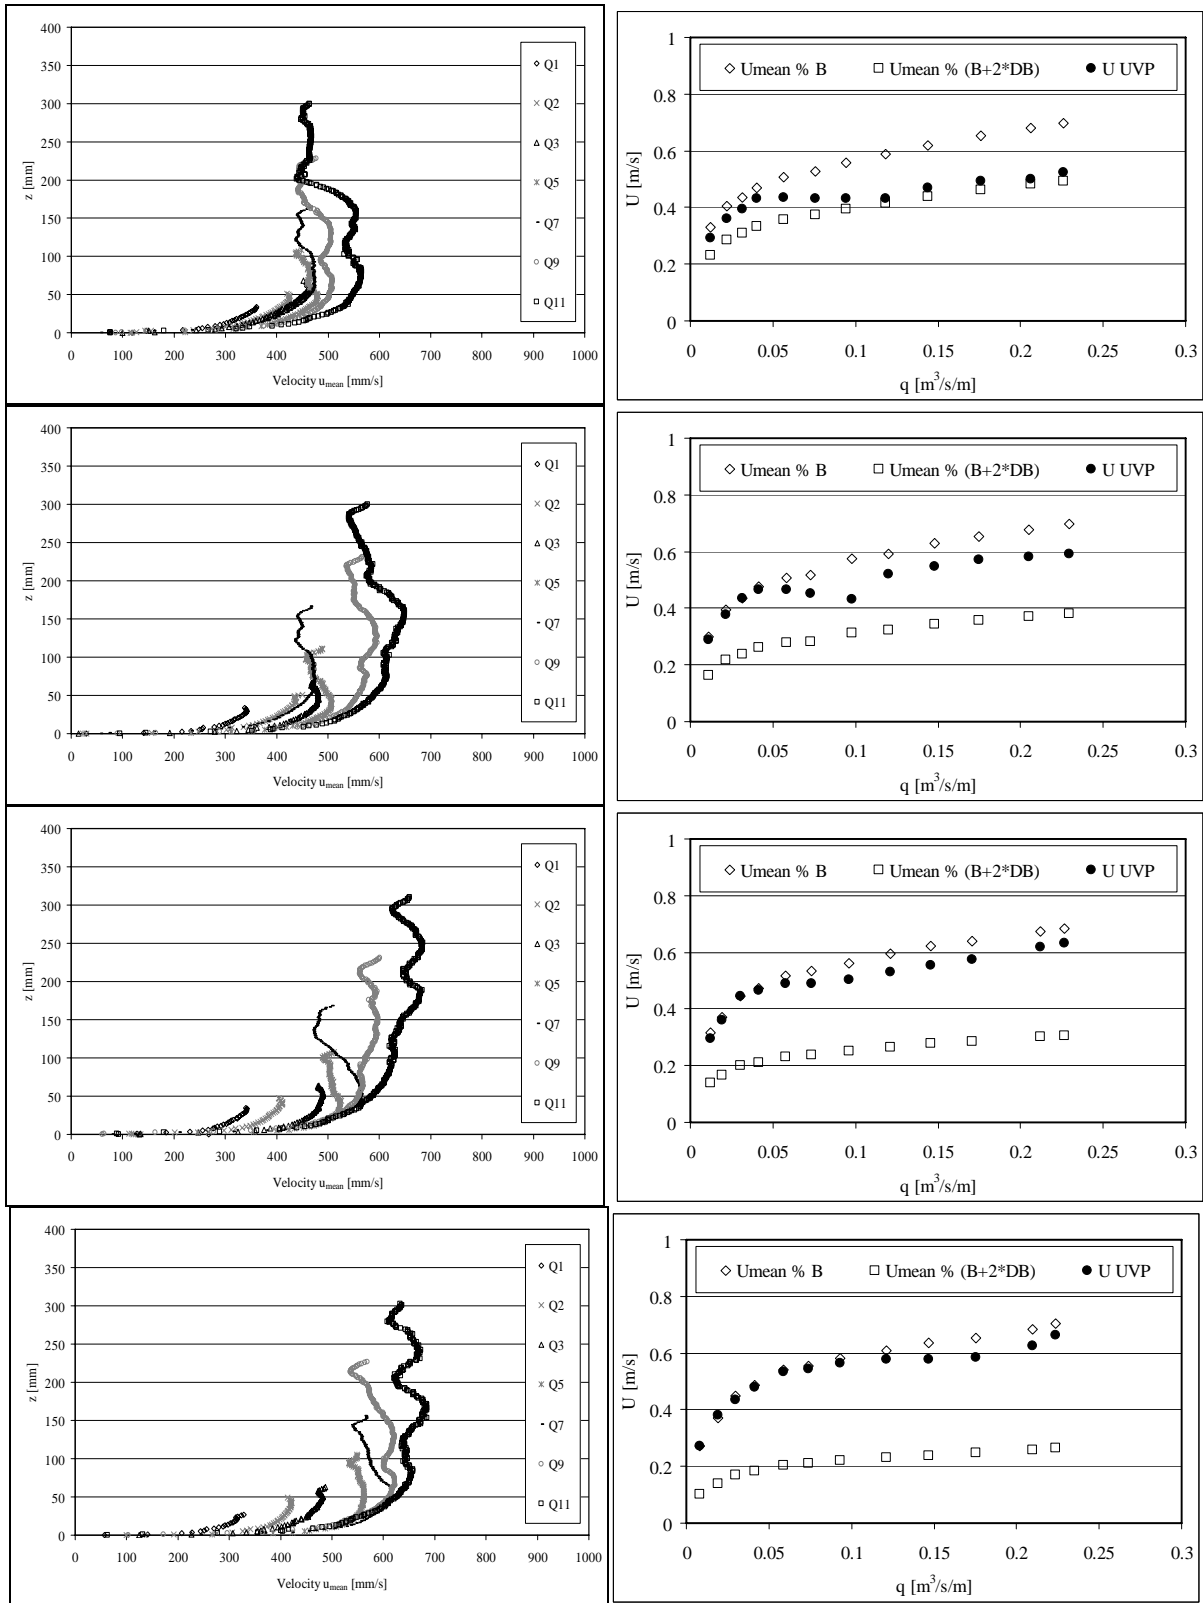 400
350
300
250
200
150
100
50
0
z [mm]
0 100 200 300 400 500 600 700 800 900 1000
Velocity u_mean [mm/s]
Q1
Q2
Q3
Q5
Q7
Q9
Q11
1
0.8
0.6
0.4
0.2
0
U [m/s]
Umean % B Umean % (B+2*DB) U UVP
0 0.05 0.1 0.15 0.2 0.25 0.3
q [m³/s/m]
400
350
300
250
200
150
100
50
0
z [mm]
0 100 200 300 400 500 600 700 800 900 1000
Velocity u_mean [mm/s]
Q1
Q2
Q3
Q5
Q7
Q9
Q11
1
0.8
0.6
0.4
0.2
0
U [m/s]
Umean % B Umean % (B+2*DB) U UVP
0 0.05 0.1 0.15 0.2 0.25 0.3
q [m³/s/m]
400
350
300
250
200
150
100
50
0
z [mm]
0 100 200 300 400 500 600 700 800 900 1000
Velocity u_mean [mm/s]
Q1
Q2
Q3
Q5
Q7
Q9
Q11
1
0.8
0.6
0.4
0.2
0
U [m/s]
Umean % B Umean % (B+2*DB) U UVP
0 0.05 0.1 0.15 0.2 0.25 0.3
q [m³/s/m]
400
350
300
250
200
150
100
50
0
z [mm]
0 100 200 300 400 500 600 700 800 900 1000
Velocity u_mean [mm/s]
Q1
Q2
Q3
Q5
Q7
Q9
Q11
1
0.8
0.6
0.4
0.2
0
U [m/s]
Umean % B Umean % (B+2*DB) U UVP
0 0.05 0.1 0.15 0.2 0.25 0.3
q [m³/s/m]